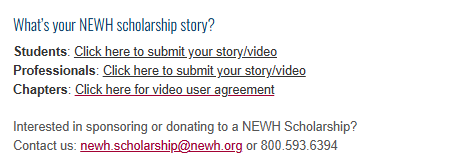 What's your NEWH scholarship story?
Students: Click here to submit your story/video
Professionals: Click here to submit your story/video
Chapters: Click here for video user agreement
Interested in sponsoring or donating to a NEWH Scholarship?
Contact us: newh.scholarship@newh.org or 800.593.6394